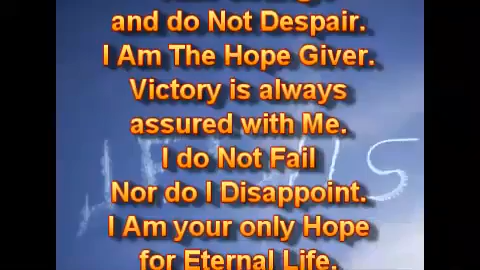 and do Not Despair.
I Am The Hope Giver.
Victory is always
assured with Me.
I do Not Fail
Nor do I Disappoint.
I Am your only Hope
for Eternal Life.
JESUS